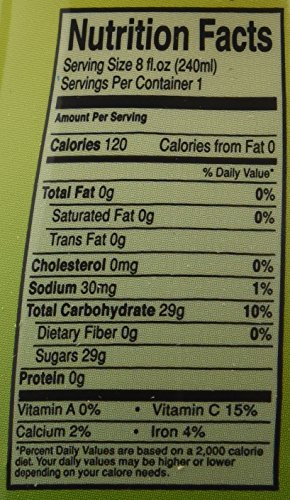 Nutrition Facts
Serving Size 8 fl.oz (240ml)
Servings Per Container 1
Amount Per Serving
Calories 120 Calories from Fat 0
% Daily Value*
Total Fat 0g 0%
Saturated Fat 0g 0%
Trans Fat 0g
Cholesterol 0mg 0%
Sodium 30mg 1%
Total Carbohydrate 29g 10%
Dietary Fiber 0g 0%
Sugars 29g
Protein 0g
Vitamin A 0% • Vitamin C 15%
Calcium 2% • Iron 4%
*Percent Daily Values are based on a 2,000 calorie
diet. Your daily values may be higher or lower
depending on your calore needs.